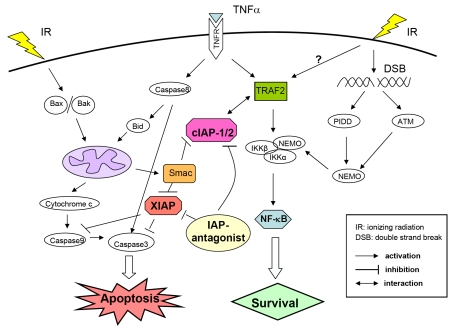 TNFα
IR
IR
TNFR
?
DSB
Caspase8
TRAF2
Bax
Bak
Bid
PIDD
ATM
cIAP-1/2
IKKβ
NEMO
IKKα
Smac
NEMO
Cytochrome c
XIAP
IAP-
antagonist
NF-κB
Caspase9
Caspase3
IR: ionizing radiation
DSB: double strand break
activation
inhibition
interaction
Apoptosis
Survival